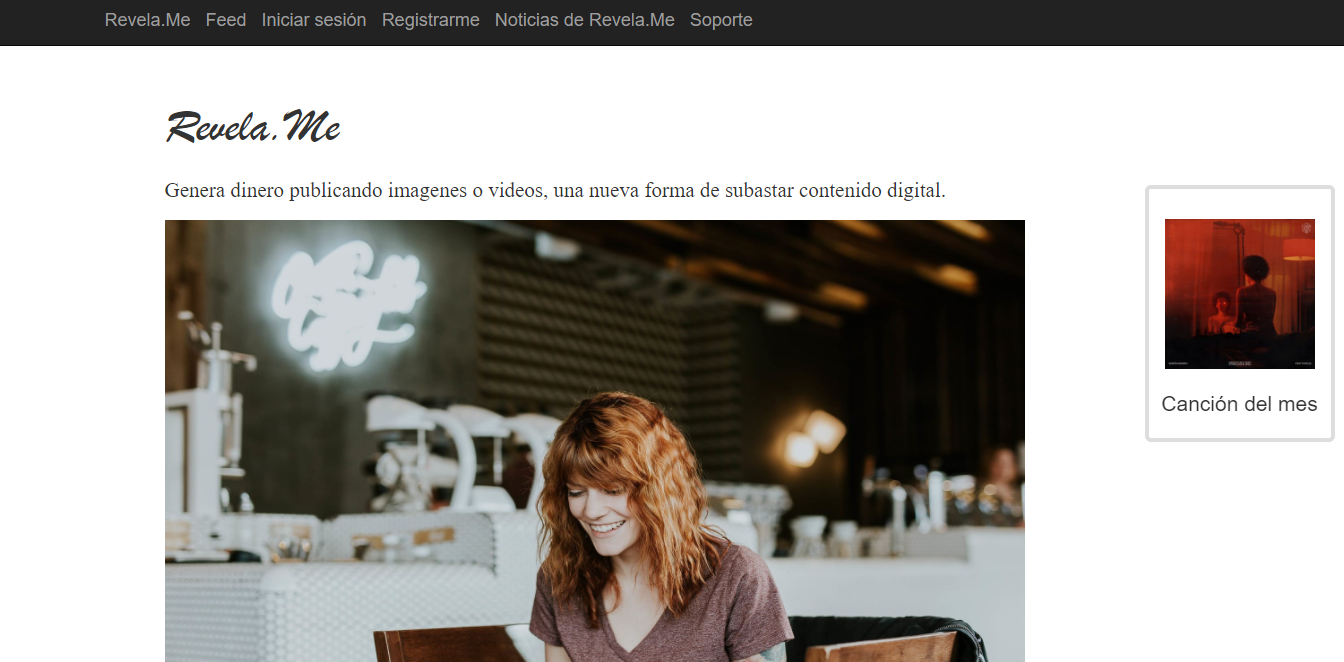 Revela.Me Feed Iniciar sesión Registrarme Noticias de Revela.Me Soporte
Revela.Me
Genera dinero publicando imagenes o videos, una nueva forma de subastar contenido digital.
Canción del mes